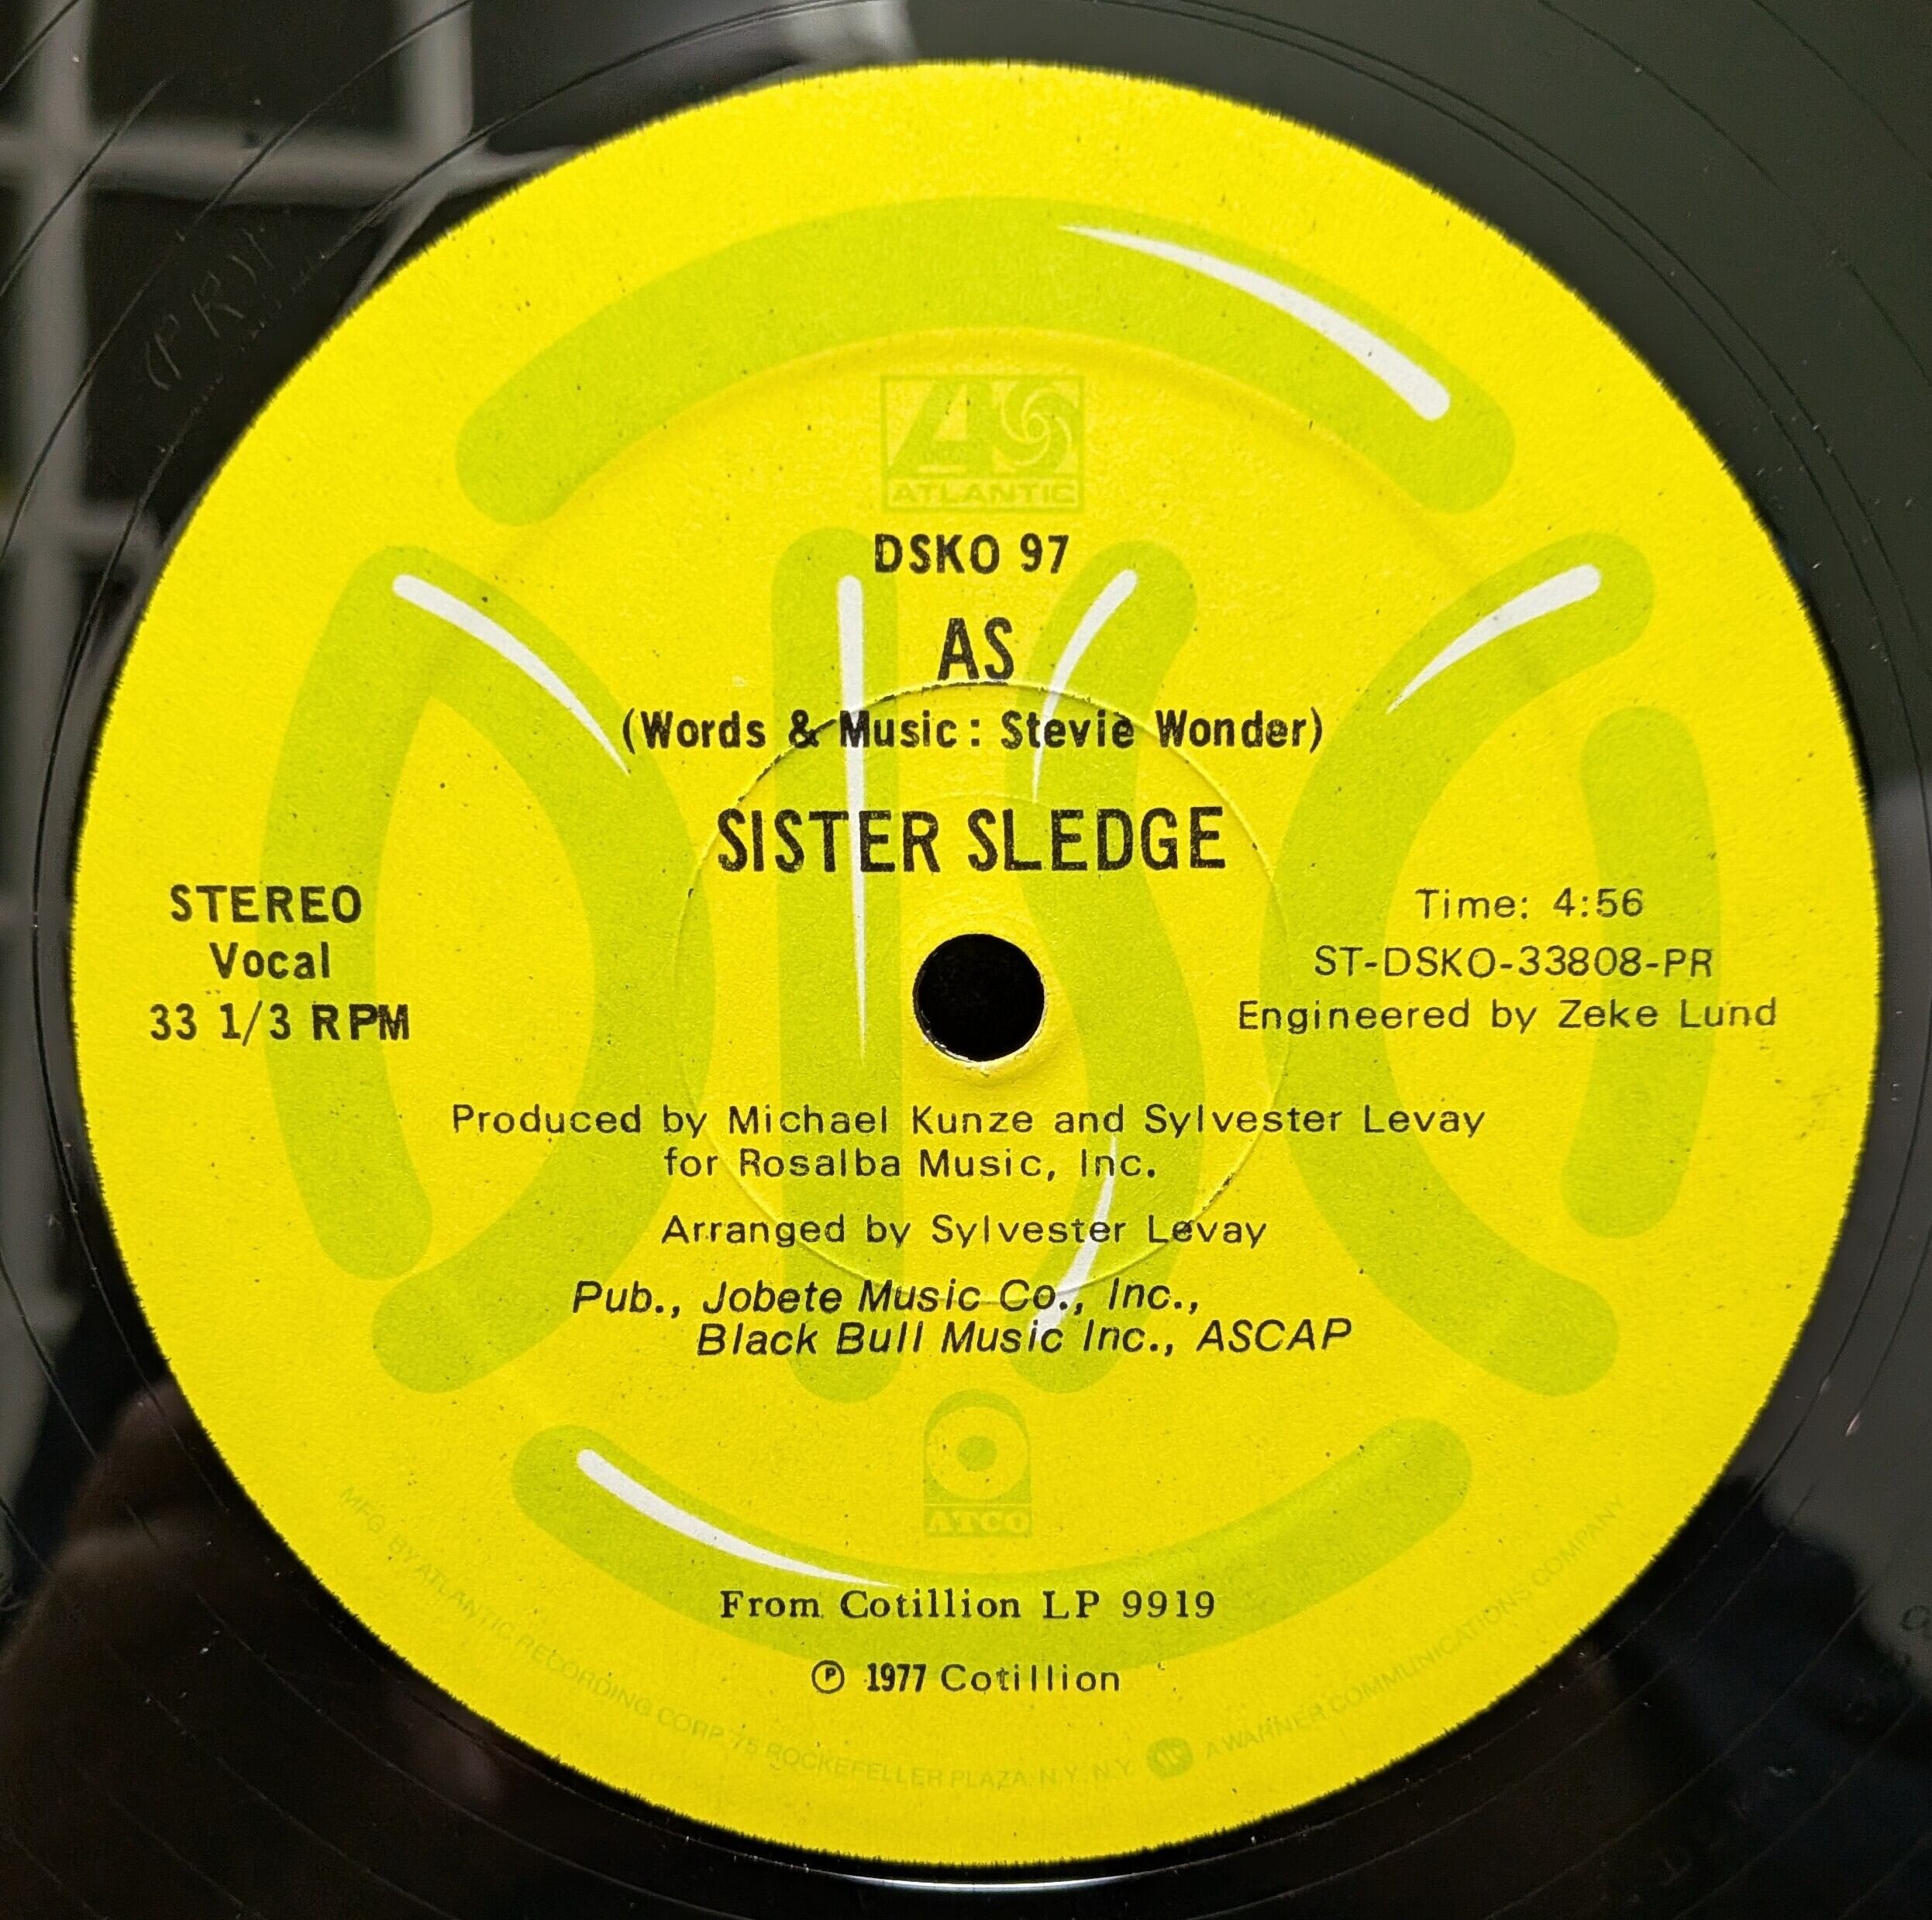 ATLANTIC
DSKO 97
AS
(Words & Music: Stevie Wonder)
SISTER SLEDGE
STEREO
Vocal
33 1/3 RPM
Time: 4:56
ST-DSKO-33808-PR
Engineered by Zeke Lund
Produced by Michael Kunze and Sylvester Levay
for Rosalba Music, Inc.
Arranged by Sylvester Levay
Pub., Jobete Music Co., Inc.,
Black Bull Music Inc., ASCAP
ATCO
From Cotillion LP 9919
℗ 1977 Cotillion
MFG BY ATLANTIC RECORDING CORP. 75 ROCKEFELLER PLAZA, N.Y. N.Y. A WARNER COMMUNICATIONS COMPANY
DISCO